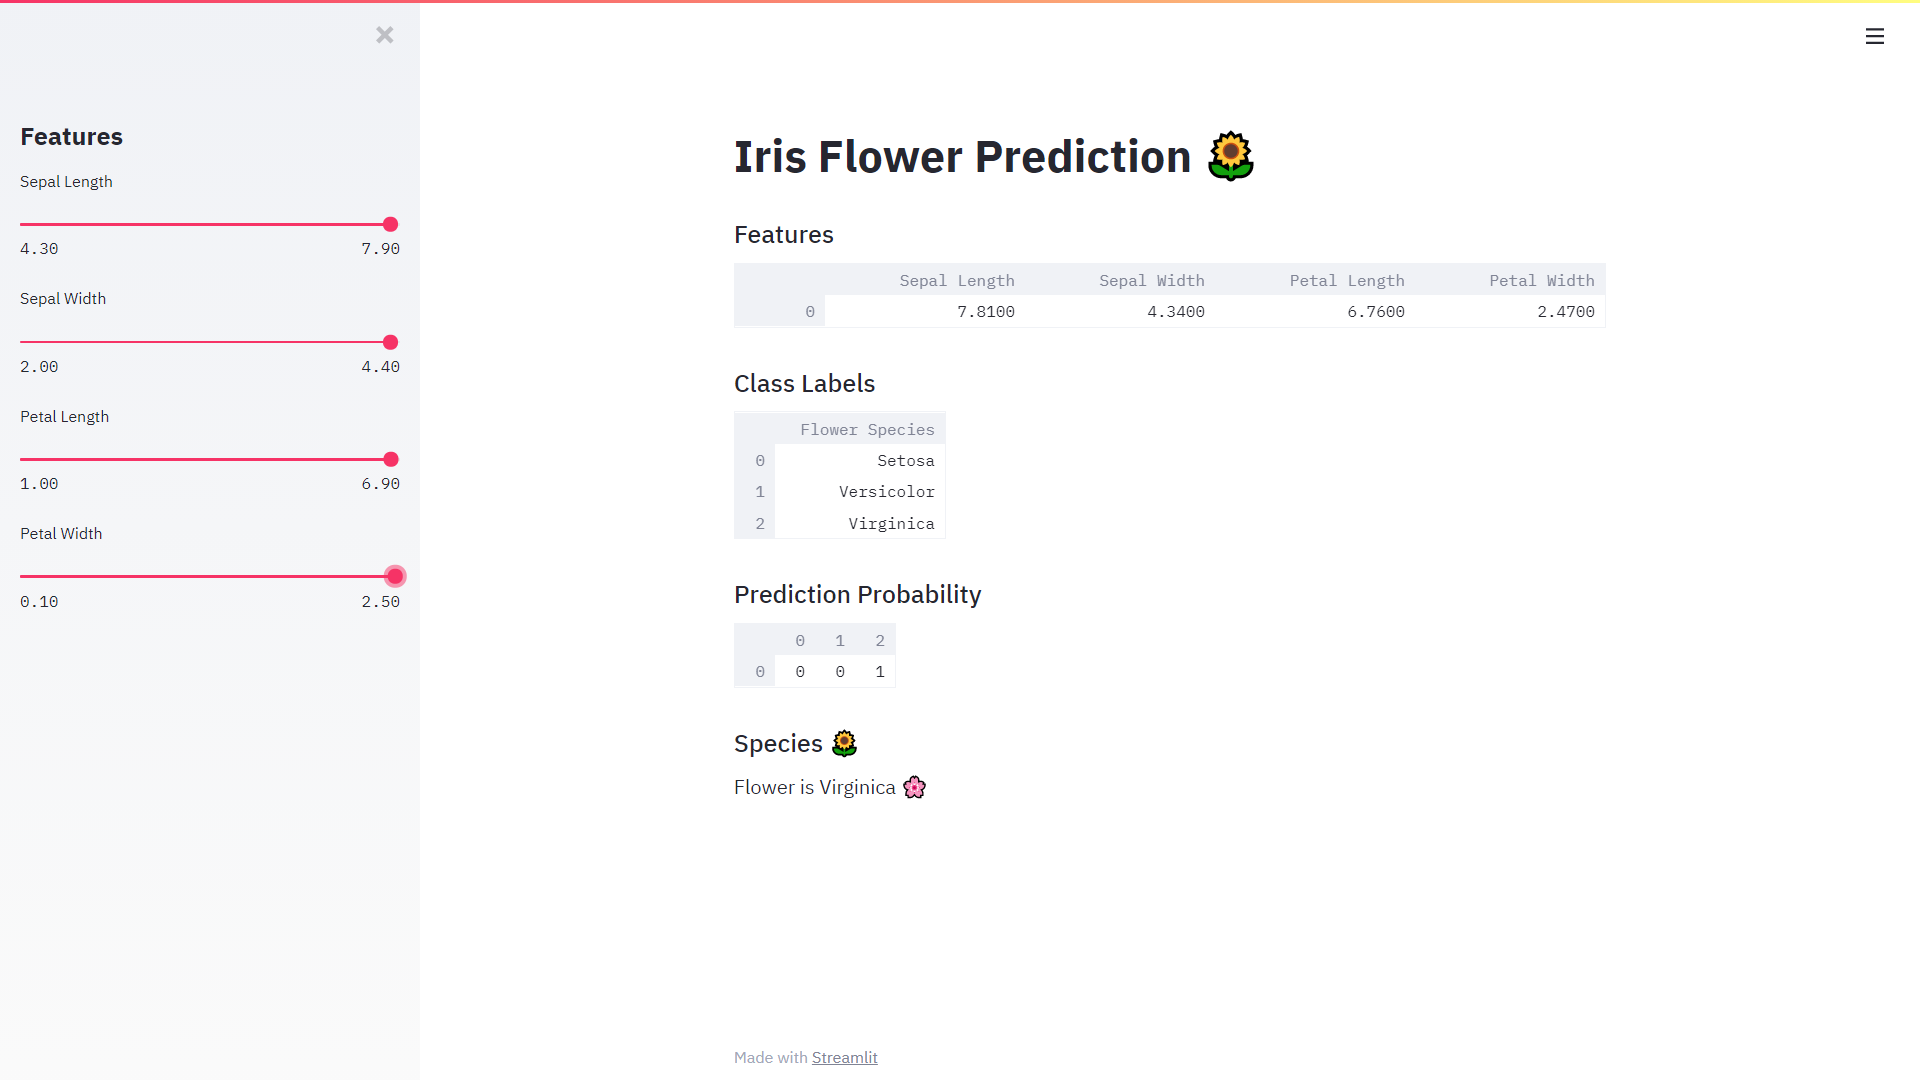 Features
Sepal Length
4.30 7.90
Sepal Width
2.00 4.40
Petal Length
1.00 6.90
Petal Width
0.10 2.50
Iris Flower Prediction 🌻
Features
Sepal Length Sepal Width Petal Length Petal Width
0 7.8100 4.3400 6.7600 2.4700
Class Labels
Flower Species
0 Setosa
1 Versicolor
2 Virginica
Prediction Probability
0 1 2
0 0 0 1
Species 🌻
Flower is Virginica 🌸
Made with Streamlit